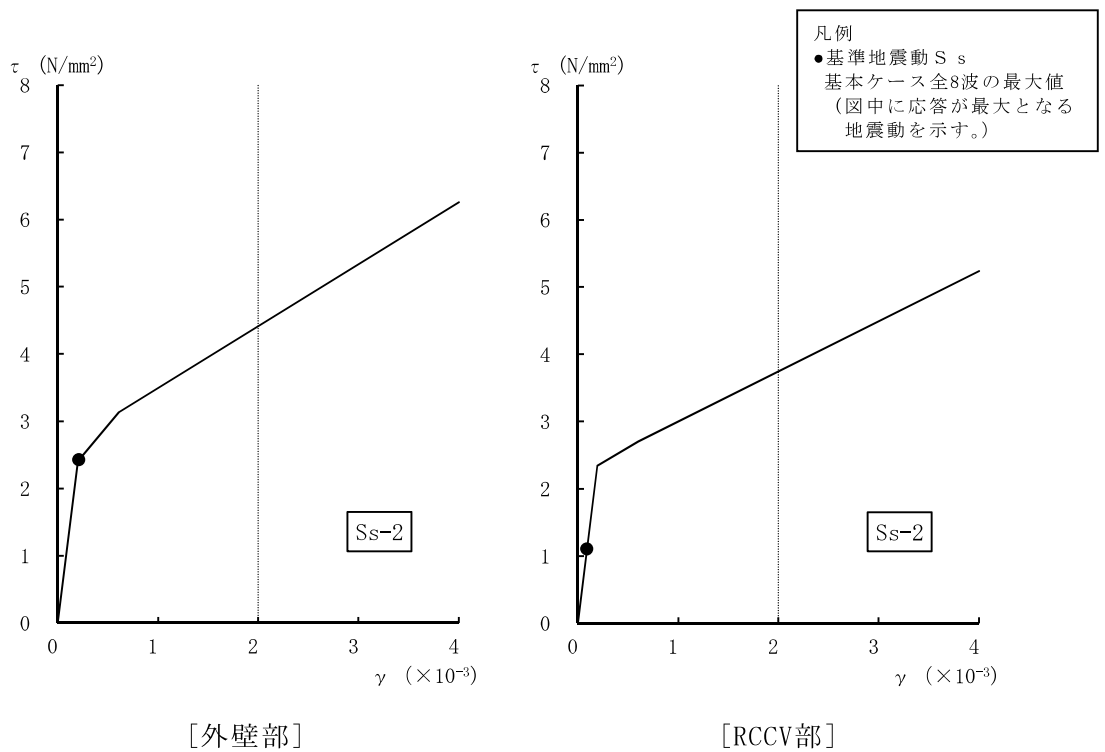 凡例
●基準地震動Ｓｓ
基本ケース全8波の最大値
（図中に応答が最大となる
地震動を示す。）
τ (N/mm²)
8
7
6
5
4
3
2
1
0
0 1 2 3 4
γ (×10⁻³)
Ss-2
[外壁部]
τ (N/mm²)
8
7
6
5
4
3
2
1
0
0 1 2 3 4
γ (×10⁻³)
Ss-2
[RCCV部]